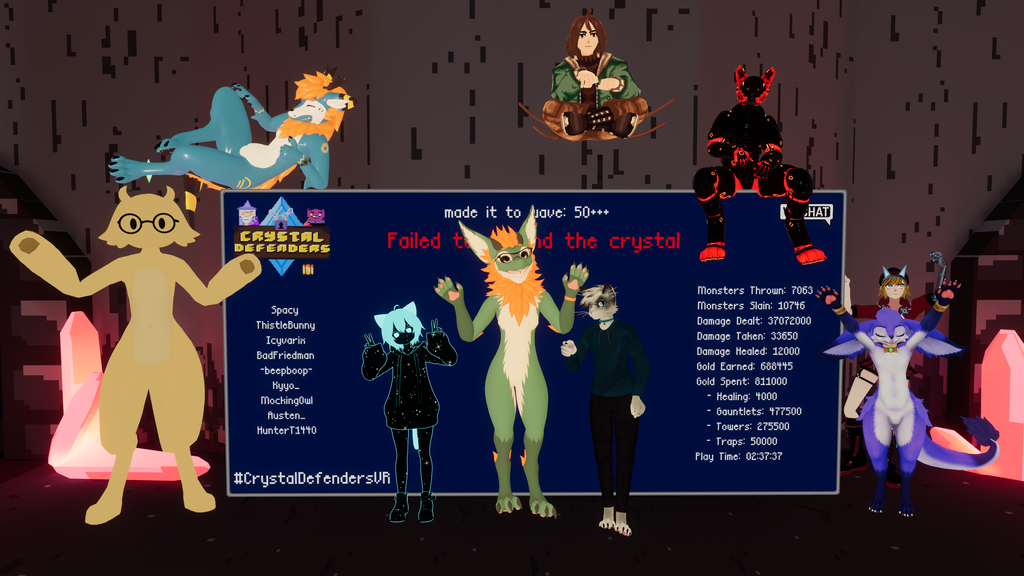 made it to wave: 50+++
CRYSTAL
DEFENDERS
CHAT
Failed to the crystal
Spacy
ThistleBunny
Icyvarix
BadFriedman
-beepboop-
Kyyo_
MockingOwl
Austen_
HunterT1440
Monsters Thrown: 7063
Monsters Slain: 10746
Damage Dealt: 37072000
Damage Taken: 33650
Damage Healed: 12000
Gold Earned: 688445
Gold Spent: 811000
- Healing: 4000
- Gauntlets: 477500
- Towers: 275500
- Traps: 50000
Play Time: 02:37:37
#CrystalDefendersVR